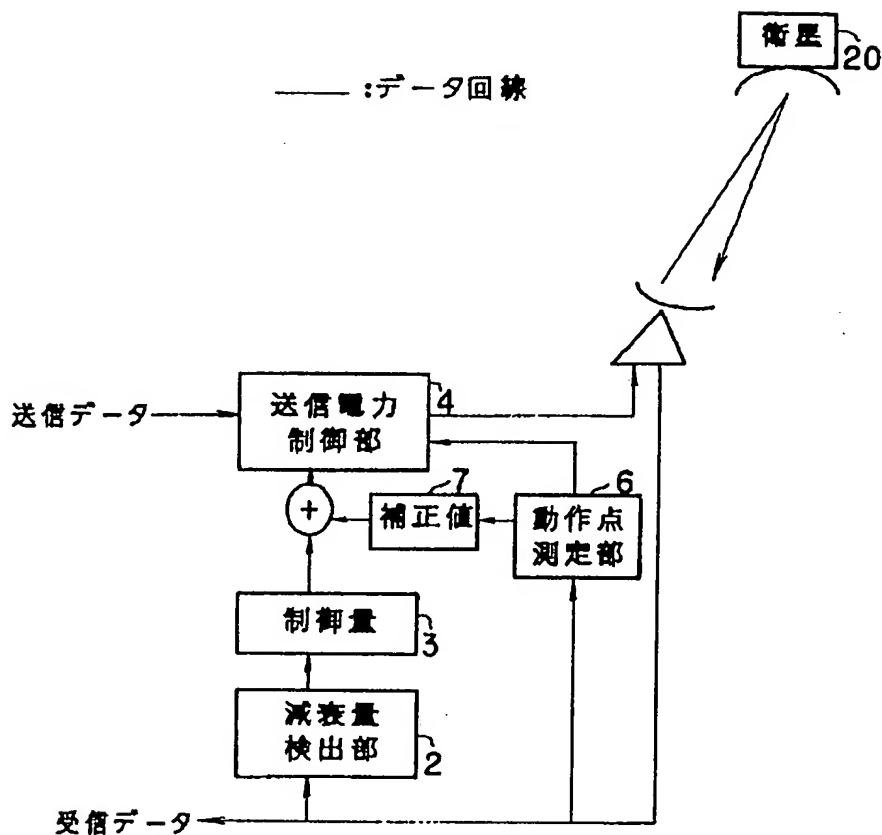 衛星
20
——:データ回線
送信データ
送信電力
制御部
4
+
7
補正値
6
動作点
測定部
制御量
3
減衰量
検出部
2
受信データ